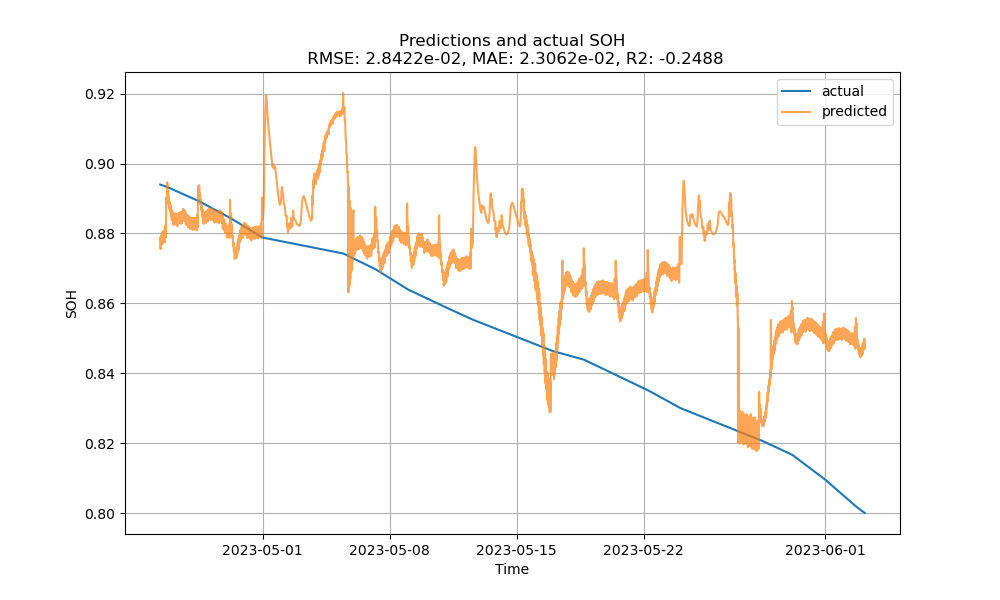 Predictions and actual SOH
RMSE: 2.8422e-02, MAE: 2.3062e-02, R2: -0.2488
actual
predicted
0.92
0.90
0.88
0.86
0.84
0.82
0.80
SOH
2023-05-01 2023-05-08 2023-05-15 2023-05-22 2023-06-01
Time